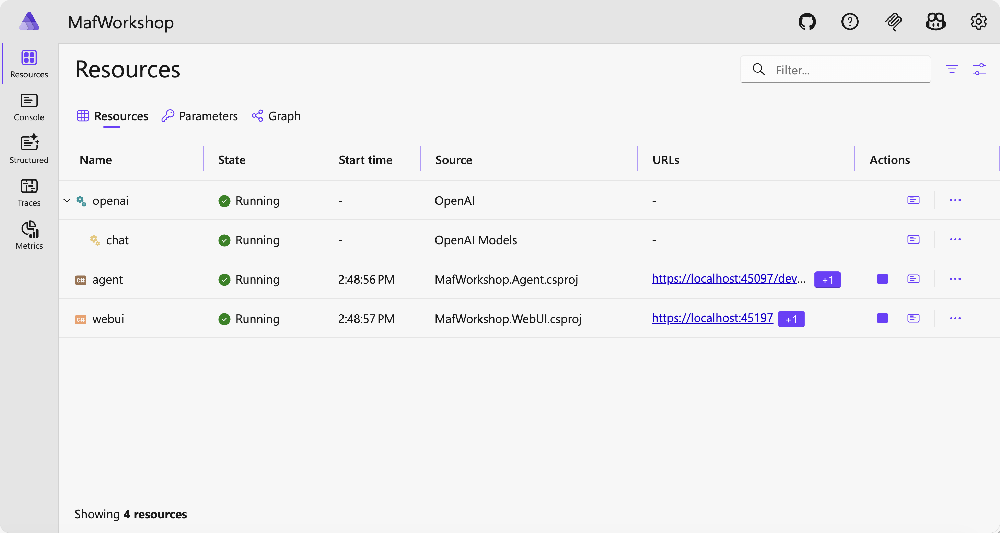 MafWorkshop
Resources
Console
Structured
Traces
Metrics
Resources
Filter...
Resources Parameters Graph
Name State Start time Source URLs Actions
openai Running - OpenAI -
chat Running - OpenAI Models -
C# agent Running 2:48:56 PM MafWorkshop.Agent.csproj https://localhost:45097/dev... +1
C# webui Running 2:48:57 PM MafWorkshop.WebUI.csproj https://localhost:45197 +1
Showing 4 resources